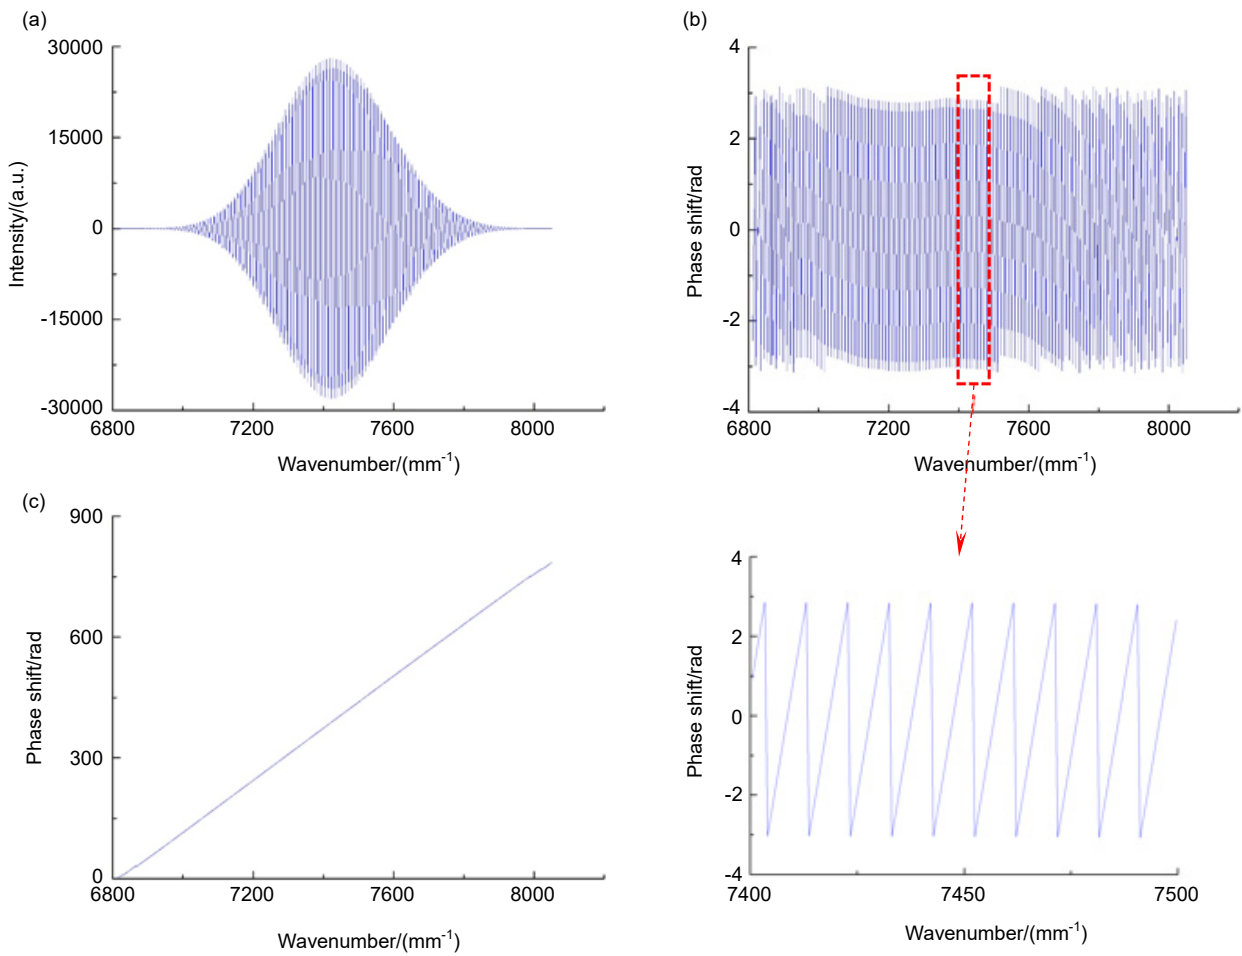 (a)
30000
15000
0
-15000
-30000
Intensity/(a.u.)
6800 7200 7600 8000
Wavenumber/(mm⁻¹)
(b)
4
2
0
-2
-4
Phase shift/rad
6800 7200 7600 8000
Wavenumber/(mm⁻¹)
(c)
900
600
300
0
Phase shift/rad
6800 7200 7600 8000
Wavenumber/(mm⁻¹)
4
2
0
-2
-4
Phase shift/rad
7400 7450 7500
Wavenumber/(mm⁻¹)